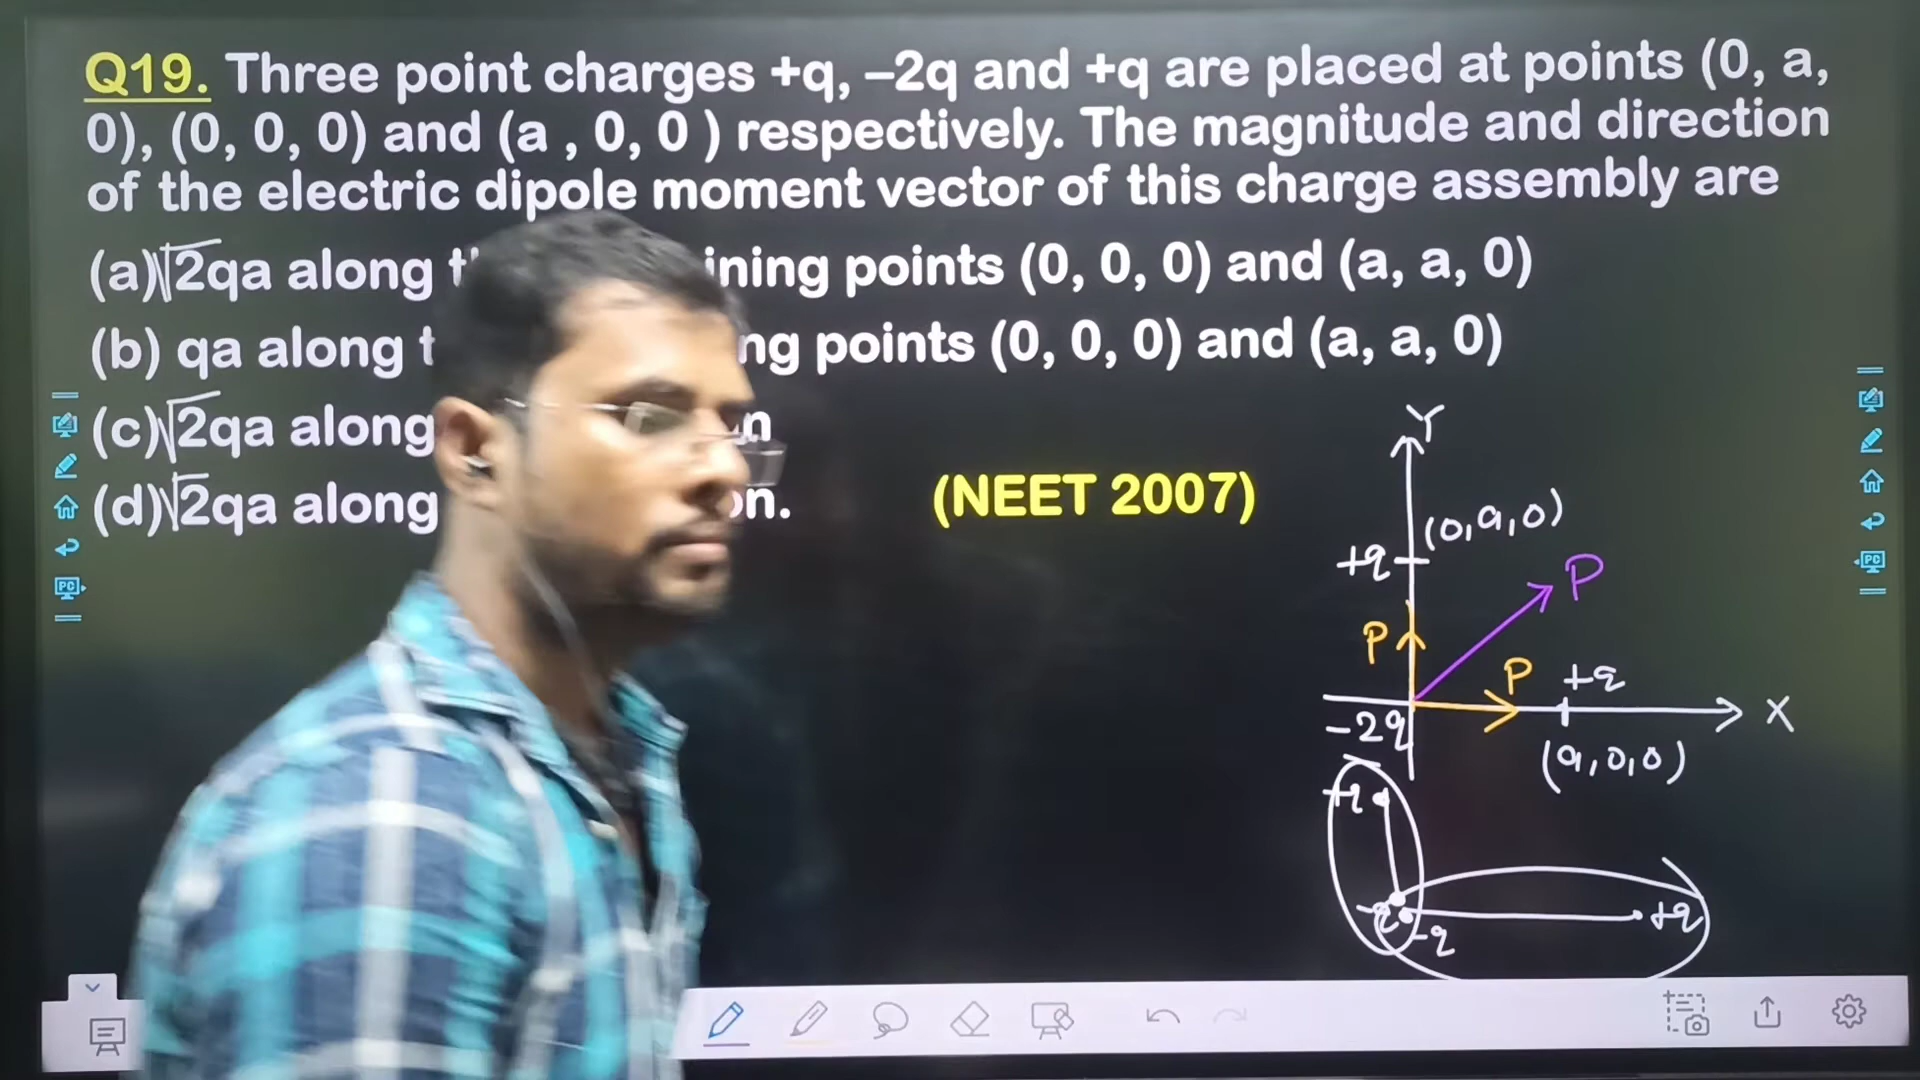 Q19. Three point charges +q, –2q and +q are placed at points (0, a,
0), (0, 0, 0) and (a , 0, 0 ) respectively. The magnitude and direction
of the electric dipole moment vector of this charge assembly are
(a)√2qa along ining points (0, 0, 0) and (a, a, 0)
(b) qa along ng points (0, 0, 0) and (a, a, 0)
(c)√2qa along
(d)√2qa along on.
(NEET 2007)
Y
(0,a,0)
+q
P
P
P
+q
X
-2q
(a,0,0)
+q
-q
-q
+q
PC
PC